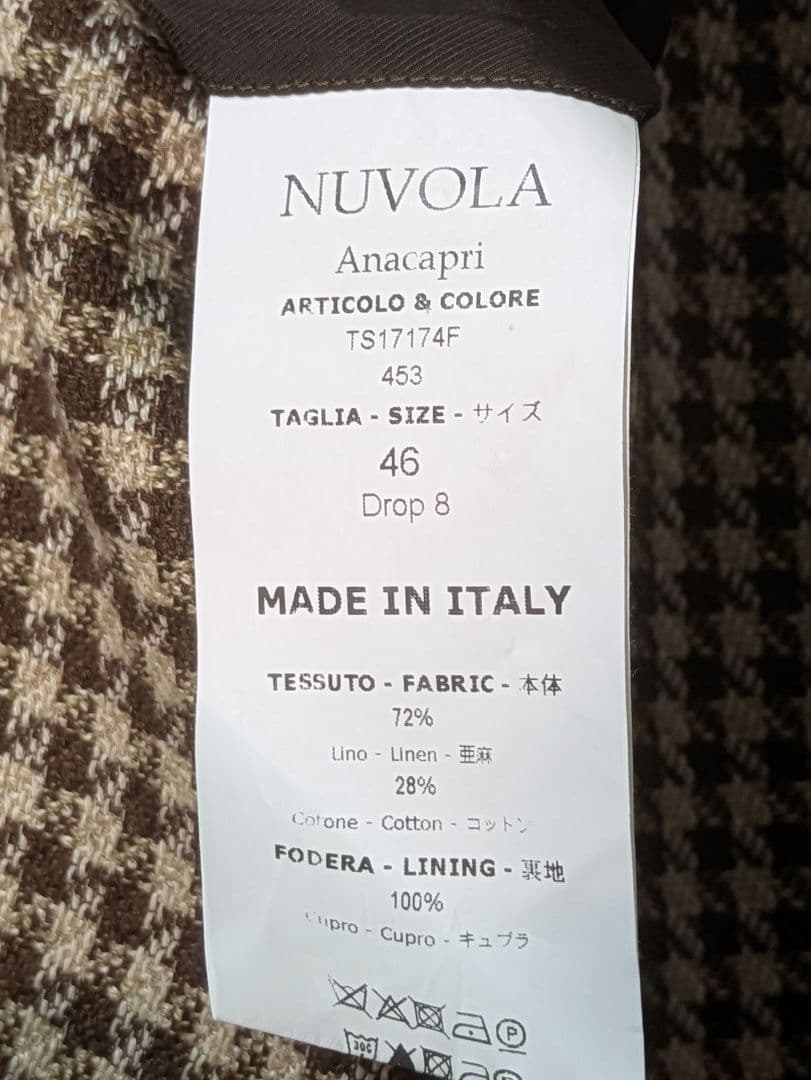 NUVOLA
Anacapri
ARTICOLO & COLORE
TS17174F
453
TAGLIA - SIZE - サイズ
46
Drop 8
MADE IN ITALY
TESSUTO - FABRIC - 本体
72%
Lino - Linen - 亜麻
28%
Cotone - Cotton - コットン
FODERA - LINING - 裏地
100%
Cupro - Cupro - キュプラ
P